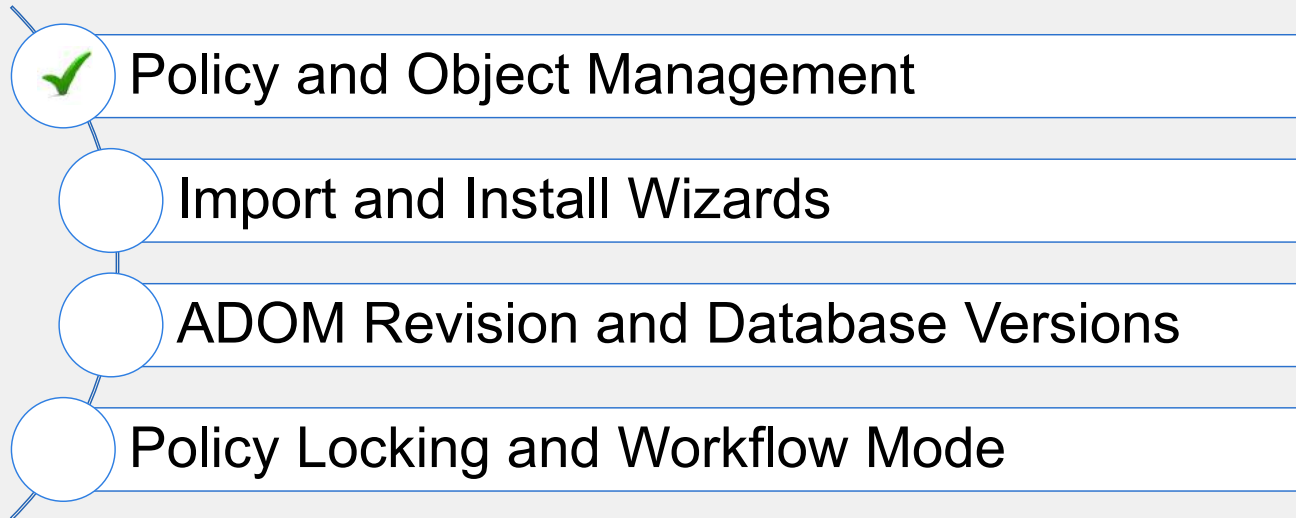 Policy and Object Management
Import and Install Wizards
ADOM Revision and Database Versions
Policy Locking and Workflow Mode